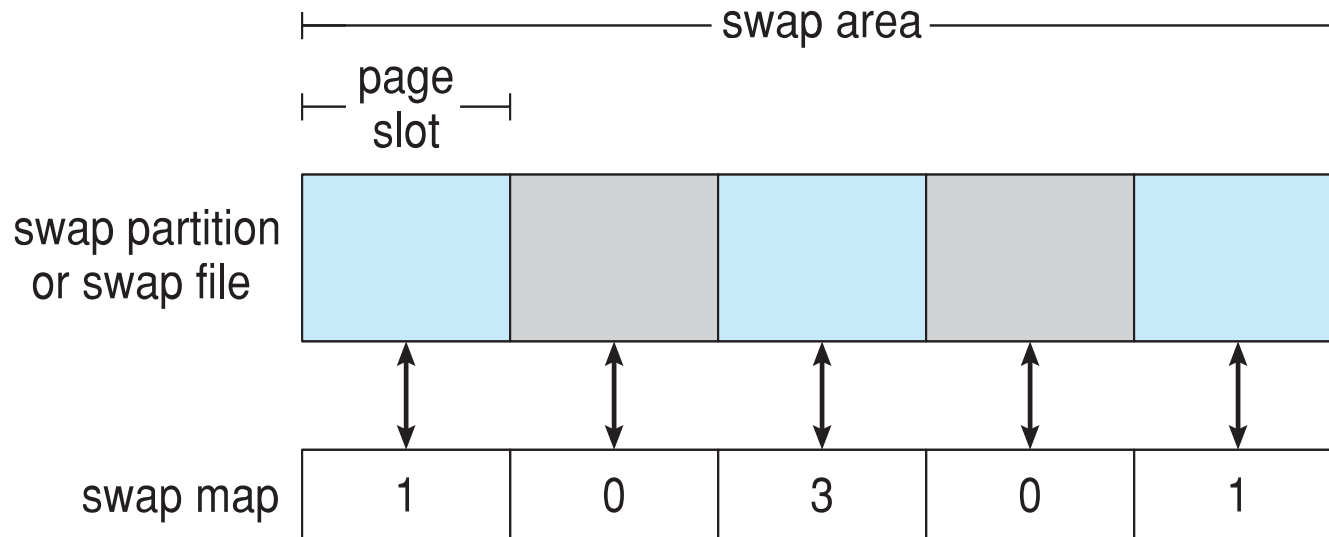 swap area
page
slot
swap partition
or swap file
swap map 1 0 3 0 1